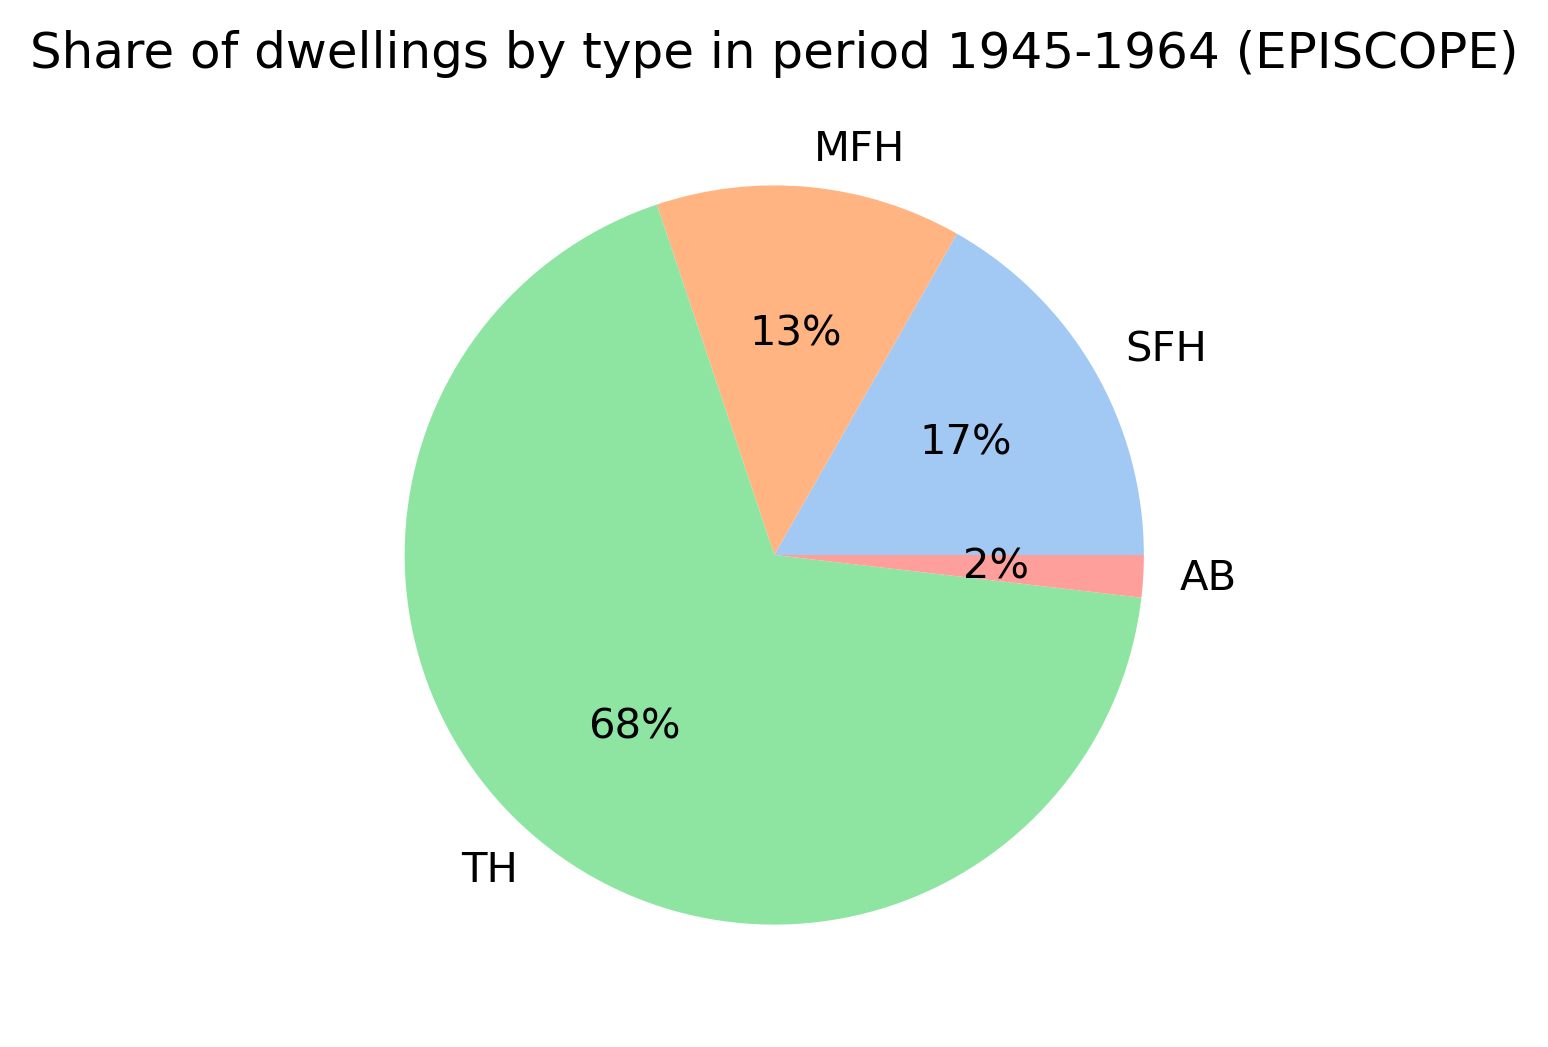 Share of dwellings by type in period 1945-1964 (EPISCOPE)
MFH
13%
SFH
17%
2%
AB
68%
TH